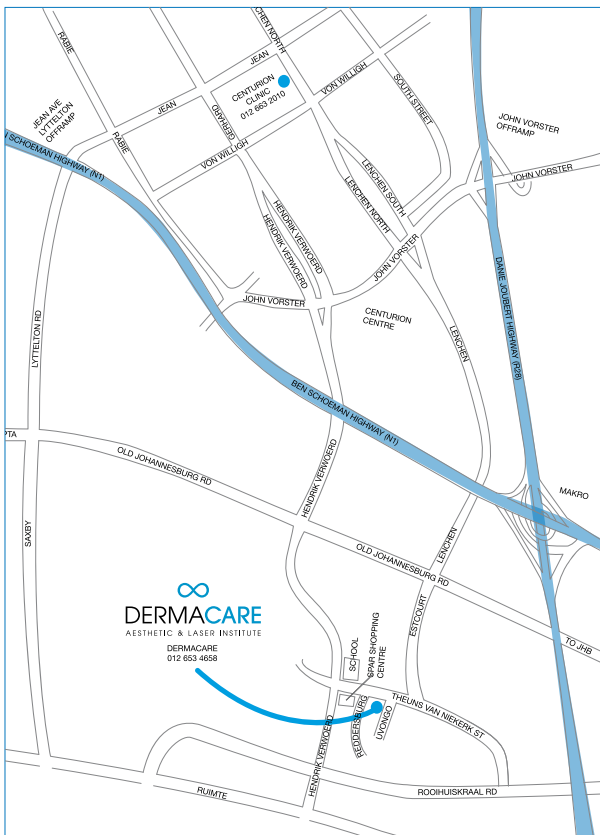 LENCHEN NORTH
RABIE
JEAN
JEAN AVE
LYTTELTON
OFFRAMP
JEAN
CENTURION
CLINIC
012 663 2010
GERHARD
VON WILLIGH
SOUTH STREET
JOHN VORSTER
OFFRAMP
RABIE
N SCHOEMAN HIGHWAY (N1)
VON WILLIGH
LENCHEN SOUTH
LENCHEN NORTH
JOHN VORSTER
HENDRIK VERWOERD
HENDRIK VERWOERD
JOHN VORSTER
JOHN VORSTER
CENTURION
CENTRE
DANIE JOUBERT HIGHWAY (R28)
LYTTELTON RD
LENCHEN
BEN SCHOEMAN HIGHWAY (N1)
PTA
OLD JOHANNESBURG RD
HENDRIK VERWOERD
MAKRO
SAXBY
LENCHEN
OLD JOHANNESBURG RD
DERMACARE
AESTHETIC & LASER INSTITUTE
DERMACARE
012 653 4658
ESTCOURT
TO JHB
SCHOOL
SPAR SHOPPING
CENTRE
THEUNS VAN NIEKERK ST
REDDERSBURG
UVONGO
HENDRIK VERWOERD
RUIMTE
ROOIHUISKRAAL RD